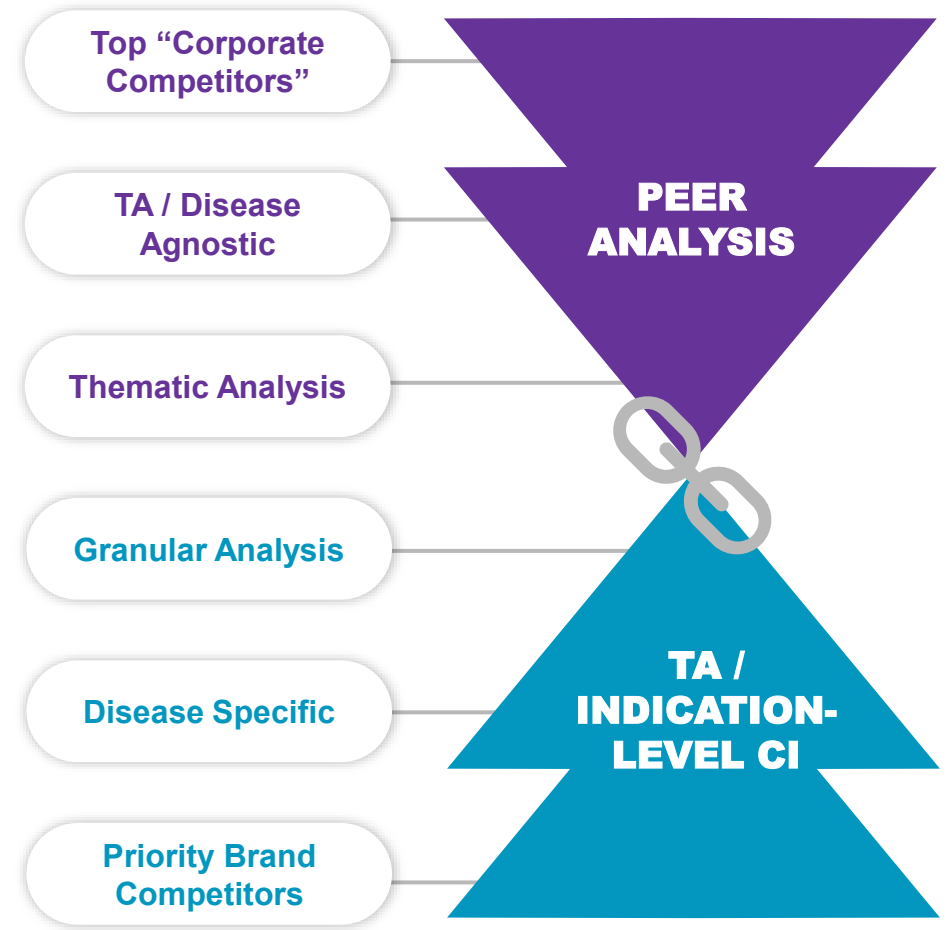 Top “Corporate
Competitors”
TA / Disease
Agnostic
Thematic Analysis
Granular Analysis
Disease Specific
Priority Brand
Competitors
PEER
ANALYSIS
TA /
INDICATION-
LEVEL CI